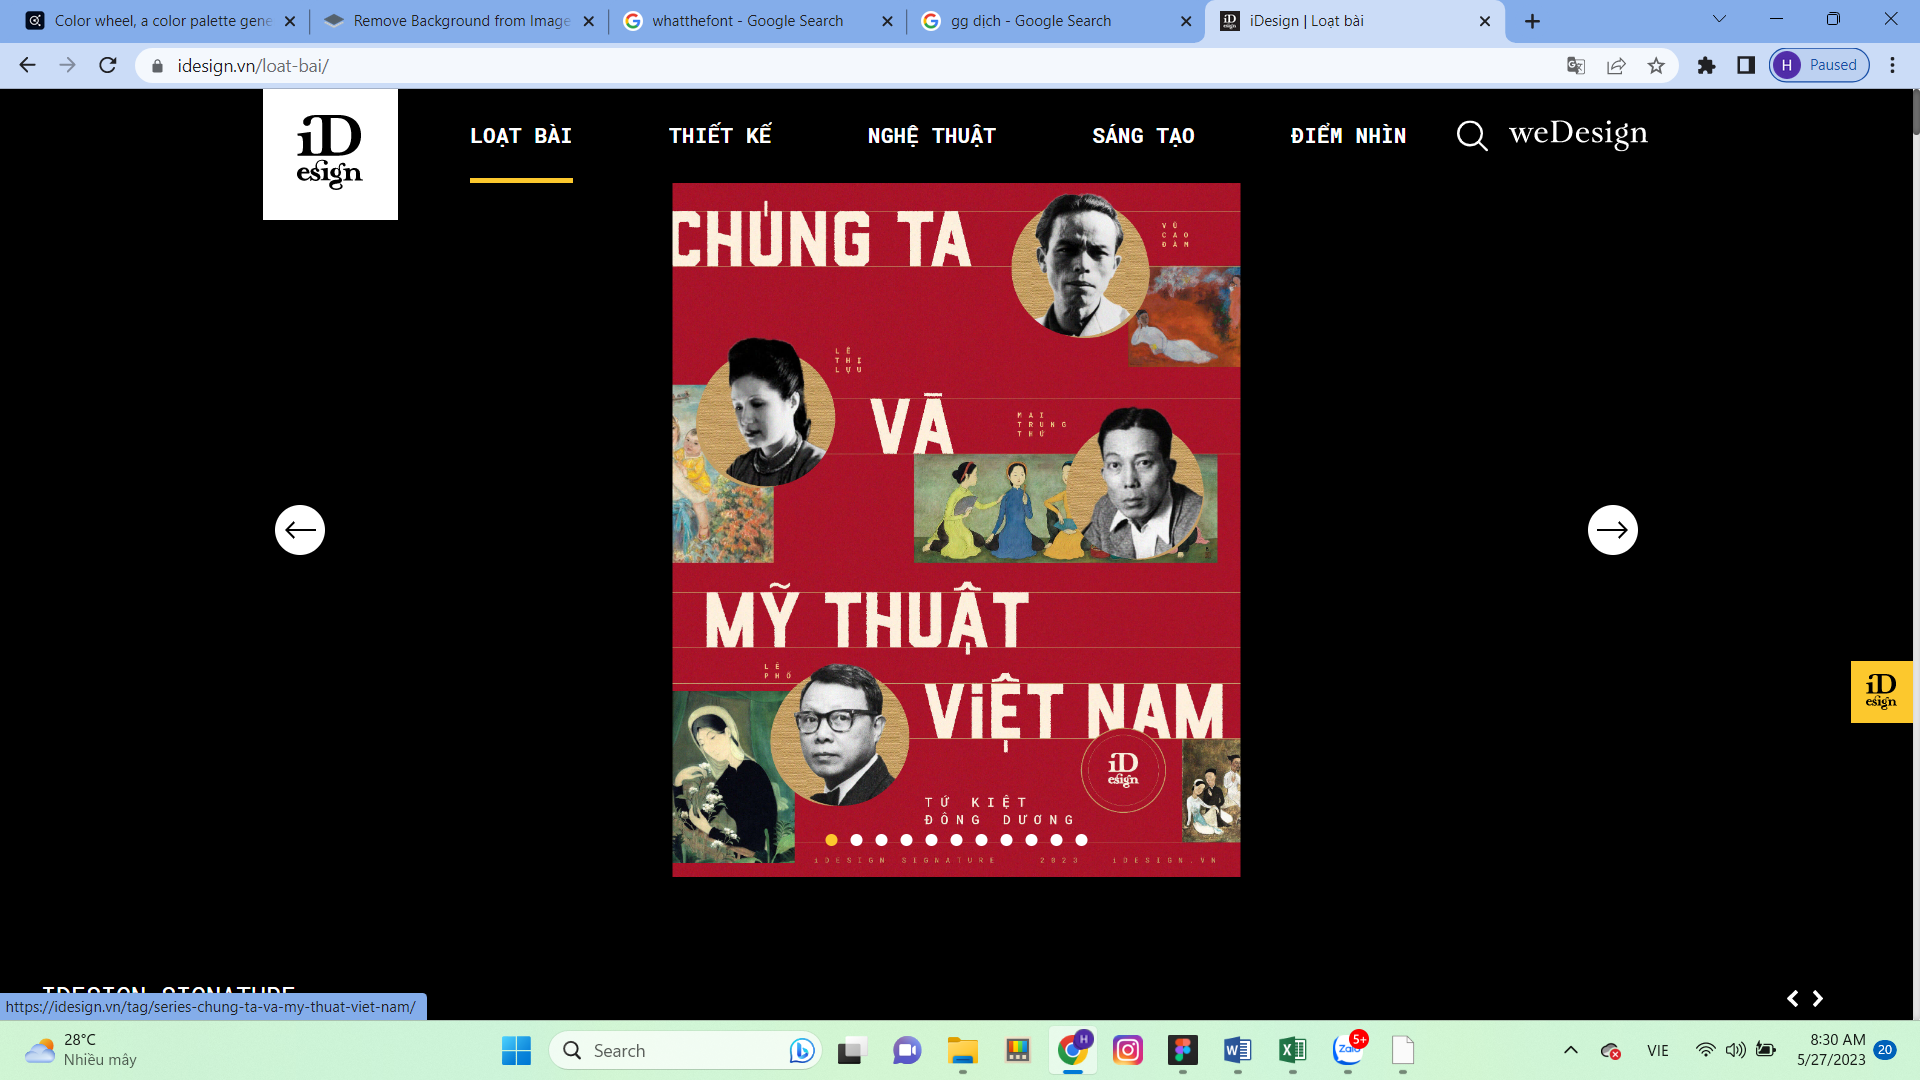 Color wheel, a color palette gene
Remove Background from Image
whatthefont - Google Search
gg dịch - Google Search
iDesign | Loạt bài
idesign.vn/loat-bai/
H
Paused
iD
esign
LOẠT BÀI
THIẾT KẾ
NGHỆ THUẬT
SÁNG TẠO
ĐIỂM NHÌN
weDesign
CHÚNG TA
VŨ
CAO
ĐÀM
LÊ
THỊ
LỰU
VÀ
MAI
TRUNG
THỨ
MỸ THUẬT
LÊ
PHỔ
VIỆT NAM
iD
esign
TỨ KIỆT
ĐÔNG DƯƠNG
iDESIGN SIGNATURE 2023 iDESIGN.VN
iD
esign
IDESIGN SIGNATURE
https://idesign.vn/tag/series-chung-ta-va-my-thuat-viet-nam/
28°C
Nhiều mây
Search
H
Zalo
5+
VIE
8:30 AM
5/27/2023
20